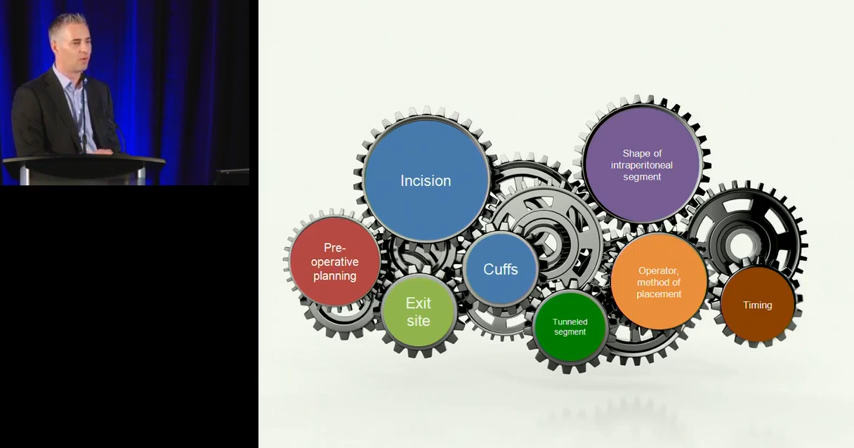 Incision
Shape of
intraperitoneal
segment
Pre-
operative
planning
Cuffs
Operator,
method of
placement
Exit
site
Tunneled
segment
Timing